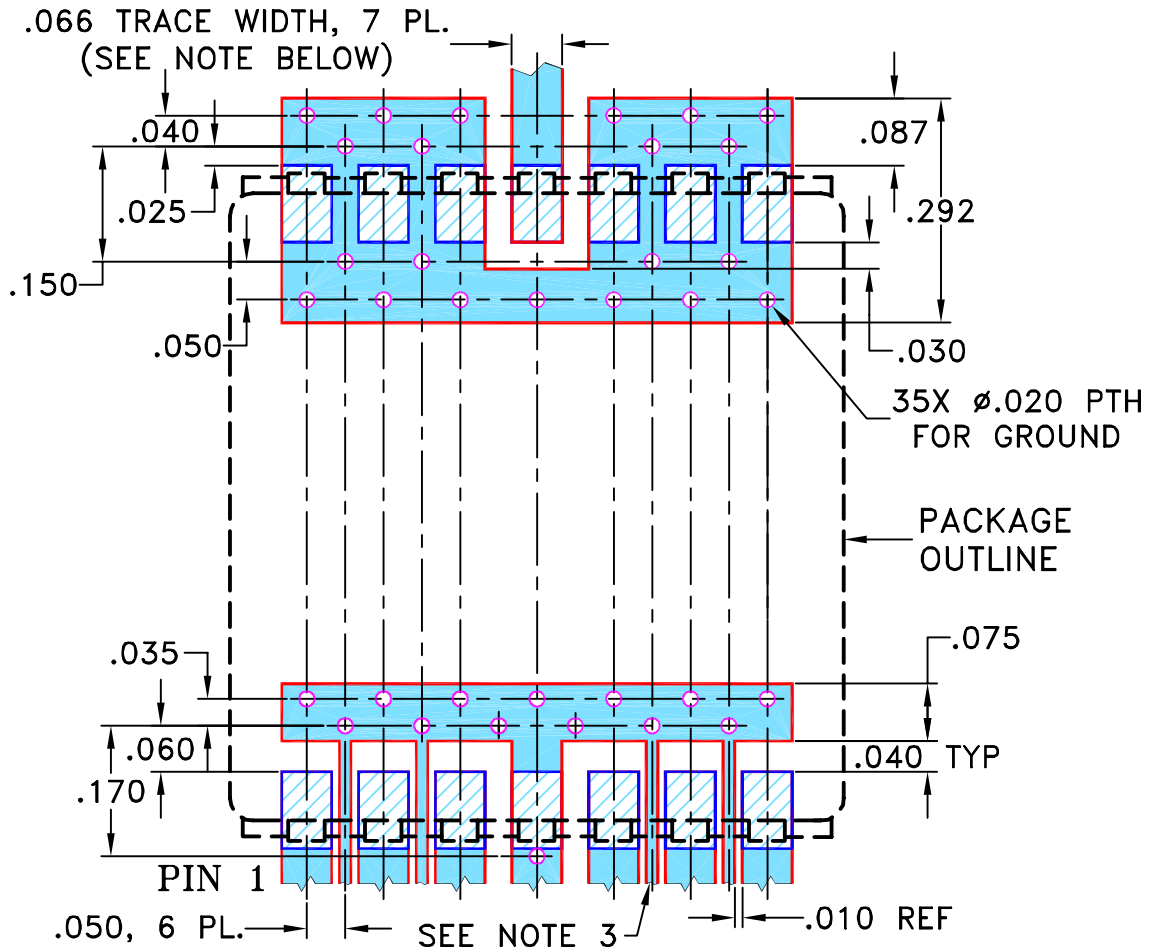 .066 TRACE WIDTH, 7 PL.
(SEE NOTE BELOW)
.040
.087
.025
.292
.150
.050
.030
35X ø.020 PTH
FOR GROUND
PACKAGE
OUTLINE
.035
.075
.060
.040 TYP
.170
PIN 1
.050, 6 PL.
SEE NOTE 3
.010 REF